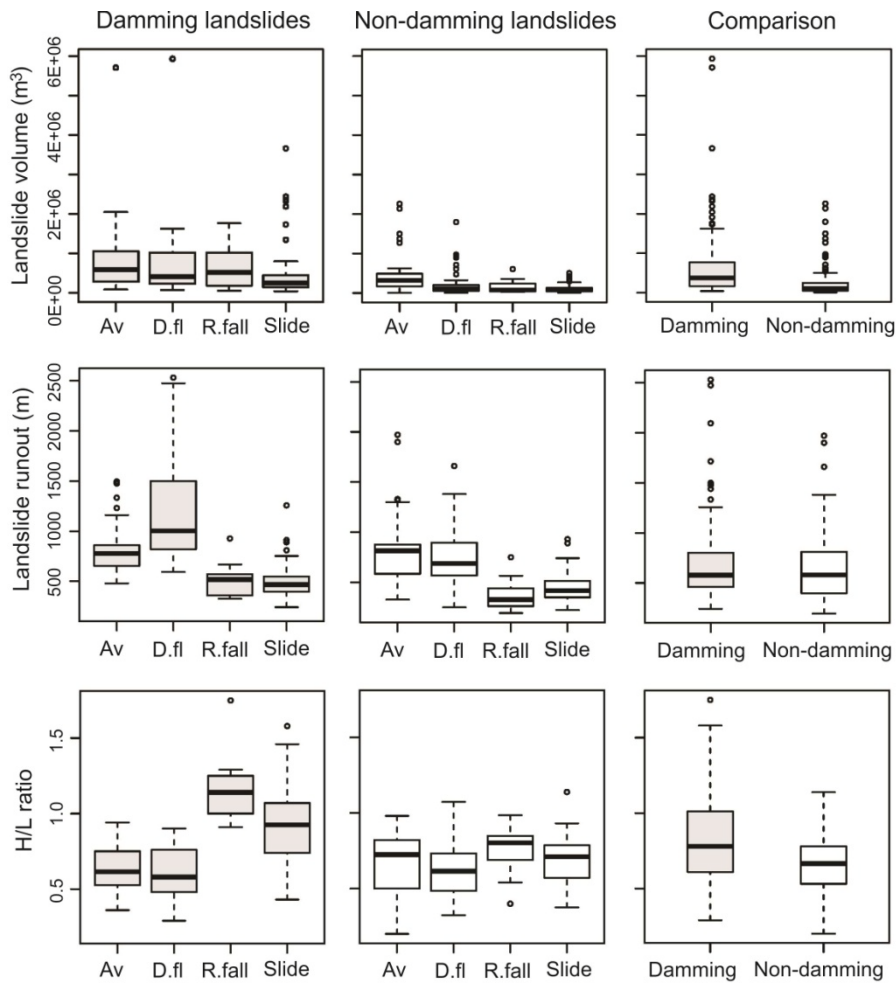 Damming landslides Non-damming landslides Comparison
Landslide volume (m³)
6E+06
4E+06
2E+06
0E+00
Av D.fl R.fall Slide Av D.fl R.fall Slide Damming Non-damming
Landslide runout (m)
2500
2000
1500
1000
500
Av D.fl R.fall Slide Av D.fl R.fall Slide Damming Non-damming
H/L ratio
1.5
1.0
0.5
Av D.fl R.fall Slide Av D.fl R.fall Slide Damming Non-damming